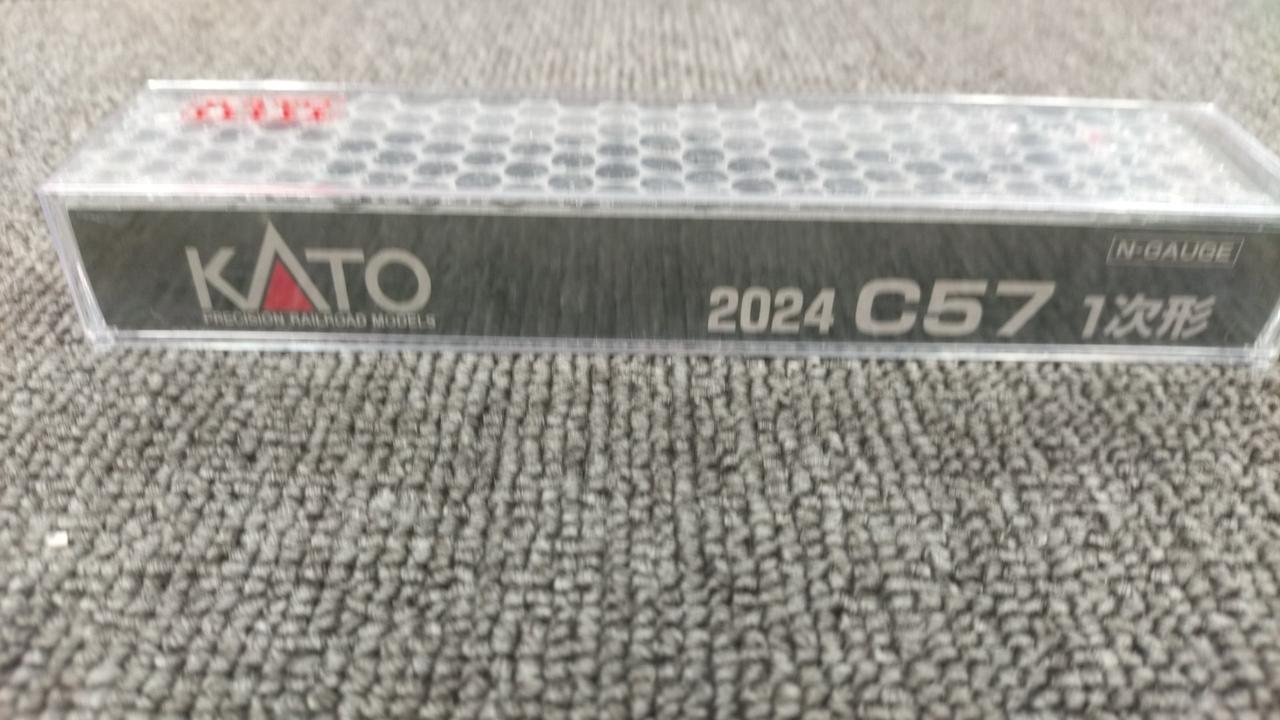 KATO
PRECISION RAILROAD MODELS
N-GAUGE
2024 C57 1次形